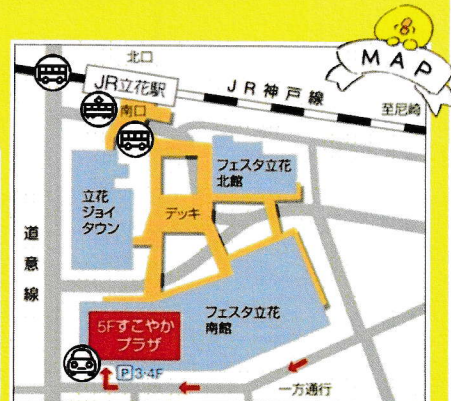 MAP
北口
JR立花駅
JR神戸線
南口
至尼崎
フェスタ立花
北館
立花
ジョイ
タウン
デッキ
道意線
フェスタ立花
南館
5Fすこやか
プラザ
P 3・4F
一方通行